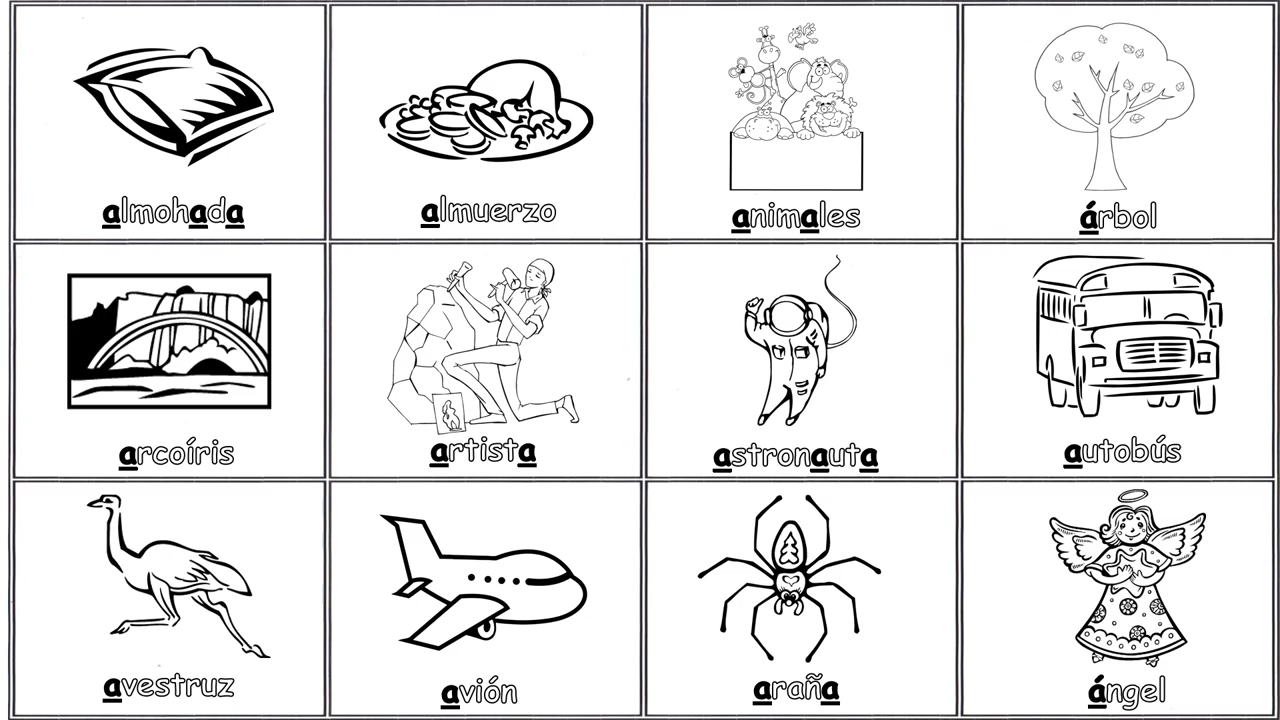 almohada
almuerzo
animales
árbol
arcoíris
artista
astronauta
autobús
avestruz
avión
araña
ángel